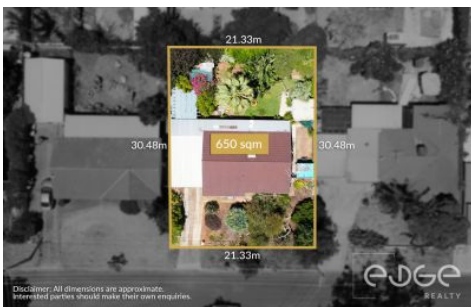 21.33m
650 sqm
30.48m
30.48m
21.33m
Disclaimer: All dimensions are approximate.
Interested parties should make their own enquiries.
edge
REALTY